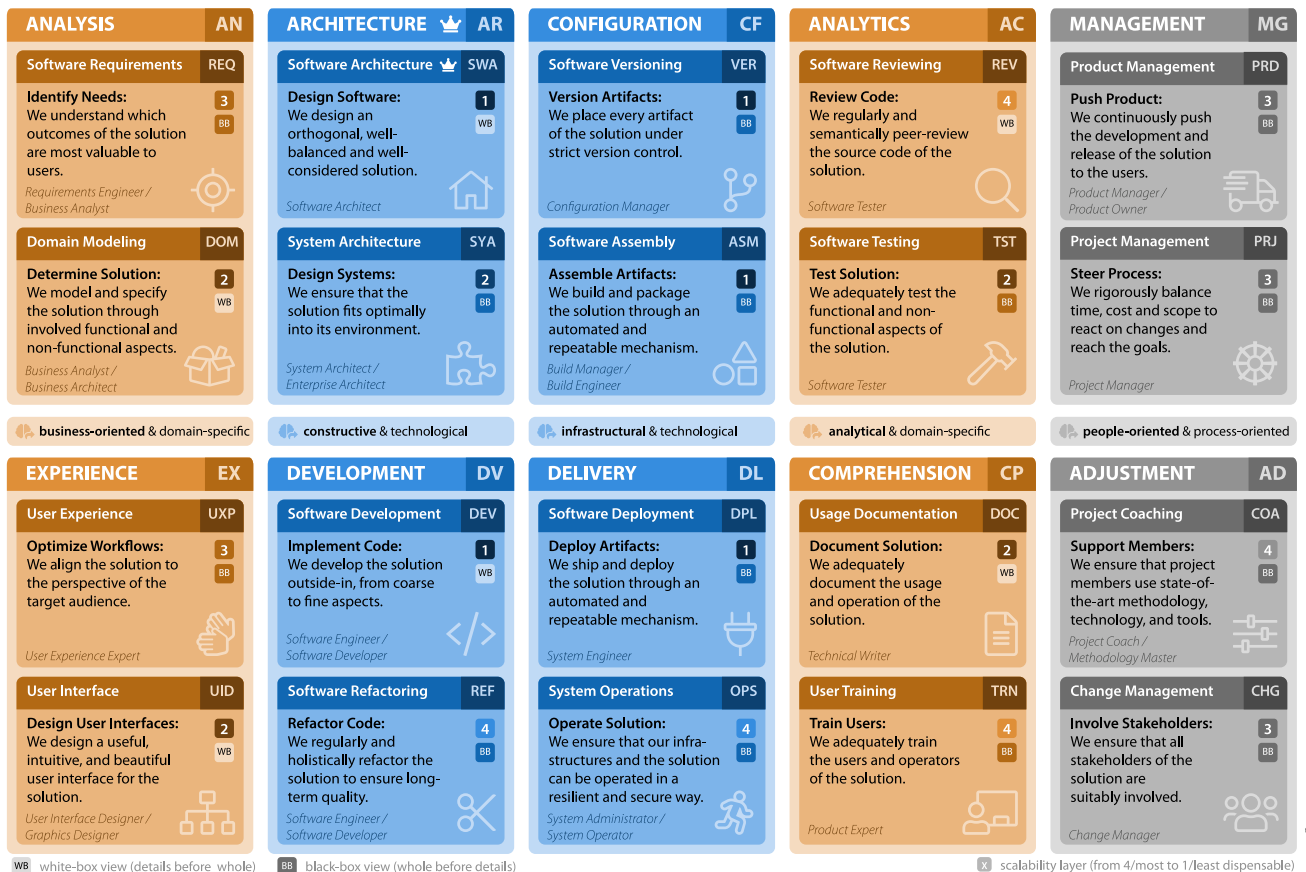 ANALYSIS AN
Software Requirements REQ
Identify Needs: 3
We understand which BB
outcomes of the solution
are most valuable to
users.
Requirements Engineer /
Business Analyst
Domain Modeling DOM
Determine Solution: 2
We model and specify WB
the solution through
involved functional and
non-functional aspects.
Business Analyst /
Business Architect
ARCHITECTURE AR
Software Architecture SWA
Design Software: 1
We design an WB
orthogonal, well-
balanced and well-
considered solution.
Software Architect
System Architecture SYA
Design Systems: 2
We ensure that the BB
solution fits optimally
into its environment.
System Architect /
Enterprise Architect
CONFIGURATION CF
Software Versioning VER
Version Artifacts: 1
We place every artifact BB
of the solution under
strict version control.
Configuration Manager
Software Assembly ASM
Assemble Artifacts: 1
We build and package BB
the solution through an
automated and
repeatable mechanism.
Build Manager /
Build Engineer
ANALYTICS AC
Software Reviewing REV
Review Code: 4
We regularly and WB
semantically peer-review
the source code of the
solution.
Software Tester
Software Testing TST
Test Solution: 2
We adequately test the BB
functional and non-
functional aspects of
the solution.
Software Tester
MANAGEMENT MG
Product Management PRD
Push Product: 3
We continuously push BB
the development and
release of the solution
to the users.
Product Manager /
Product Owner
Project Management PRJ
Steer Process: 3
We rigorously balance BB
time, cost and scope to
react on changes and
reach the goals.
Project Manager
business-oriented & domain-specific
constructive & technological
infrastructural & technological
analytical & domain-specific
people-oriented & process-oriented
EXPERIENCE EX
User Experience UXP
Optimize Workflows: 3
We align the solution to BB
the perspective of the
target audience.
User Experience Expert
User Interface UID
Design User Interfaces: 2
We design a useful, WB
intuitive, and beautiful
user interface for the
solution.
User Interface Designer /
Graphics Designer
DEVELOPMENT DV
Software Development DEV
Implement Code: 1
We develop the solution WB
outside-in, from coarse
to fine aspects.
Software Engineer /
Software Developer
Software Refactoring REF
Refactor Code: 4
We regularly and BB
holistically refactor the
solution to ensure long-
term quality.
Software Engineer /
Software Developer
DELIVERY DL
Software Deployment DPL
Deploy Artifacts: 1
We ship and deploy BB
the solution through an
automated and
repeatable mechanism.
System Engineer
System Operations OPS
Operate Solution: 4
We ensure that our infra- BB
structures and the solution
can be operated in a
resilient and secure way.
System Administrator /
System Operator
COMPREHENSION CP
Usage Documentation DOC
Document Solution: 2
We adequately WB
document the usage
and operation of the
solution.
Technical Writer
User Training TRN
Train Users: 4
We adequately train BB
the users and operators
of the solution.
Product Expert
ADJUSTMENT AD
Project Coaching COA
Support Members: 4
We ensure that project BB
members use state-of-
the-art methodology,
technology, and tools.
Project Coach /
Methodology Master
Change Management CHG
Involve Stakeholders: 3
We ensure that all BB
stakeholders of the
solution are
suitably involved.
Change Manager
WB white-box view (details before whole)
BB black-box view (whole before details)
x scalability layer (from 4/most to 1/least dispensable)